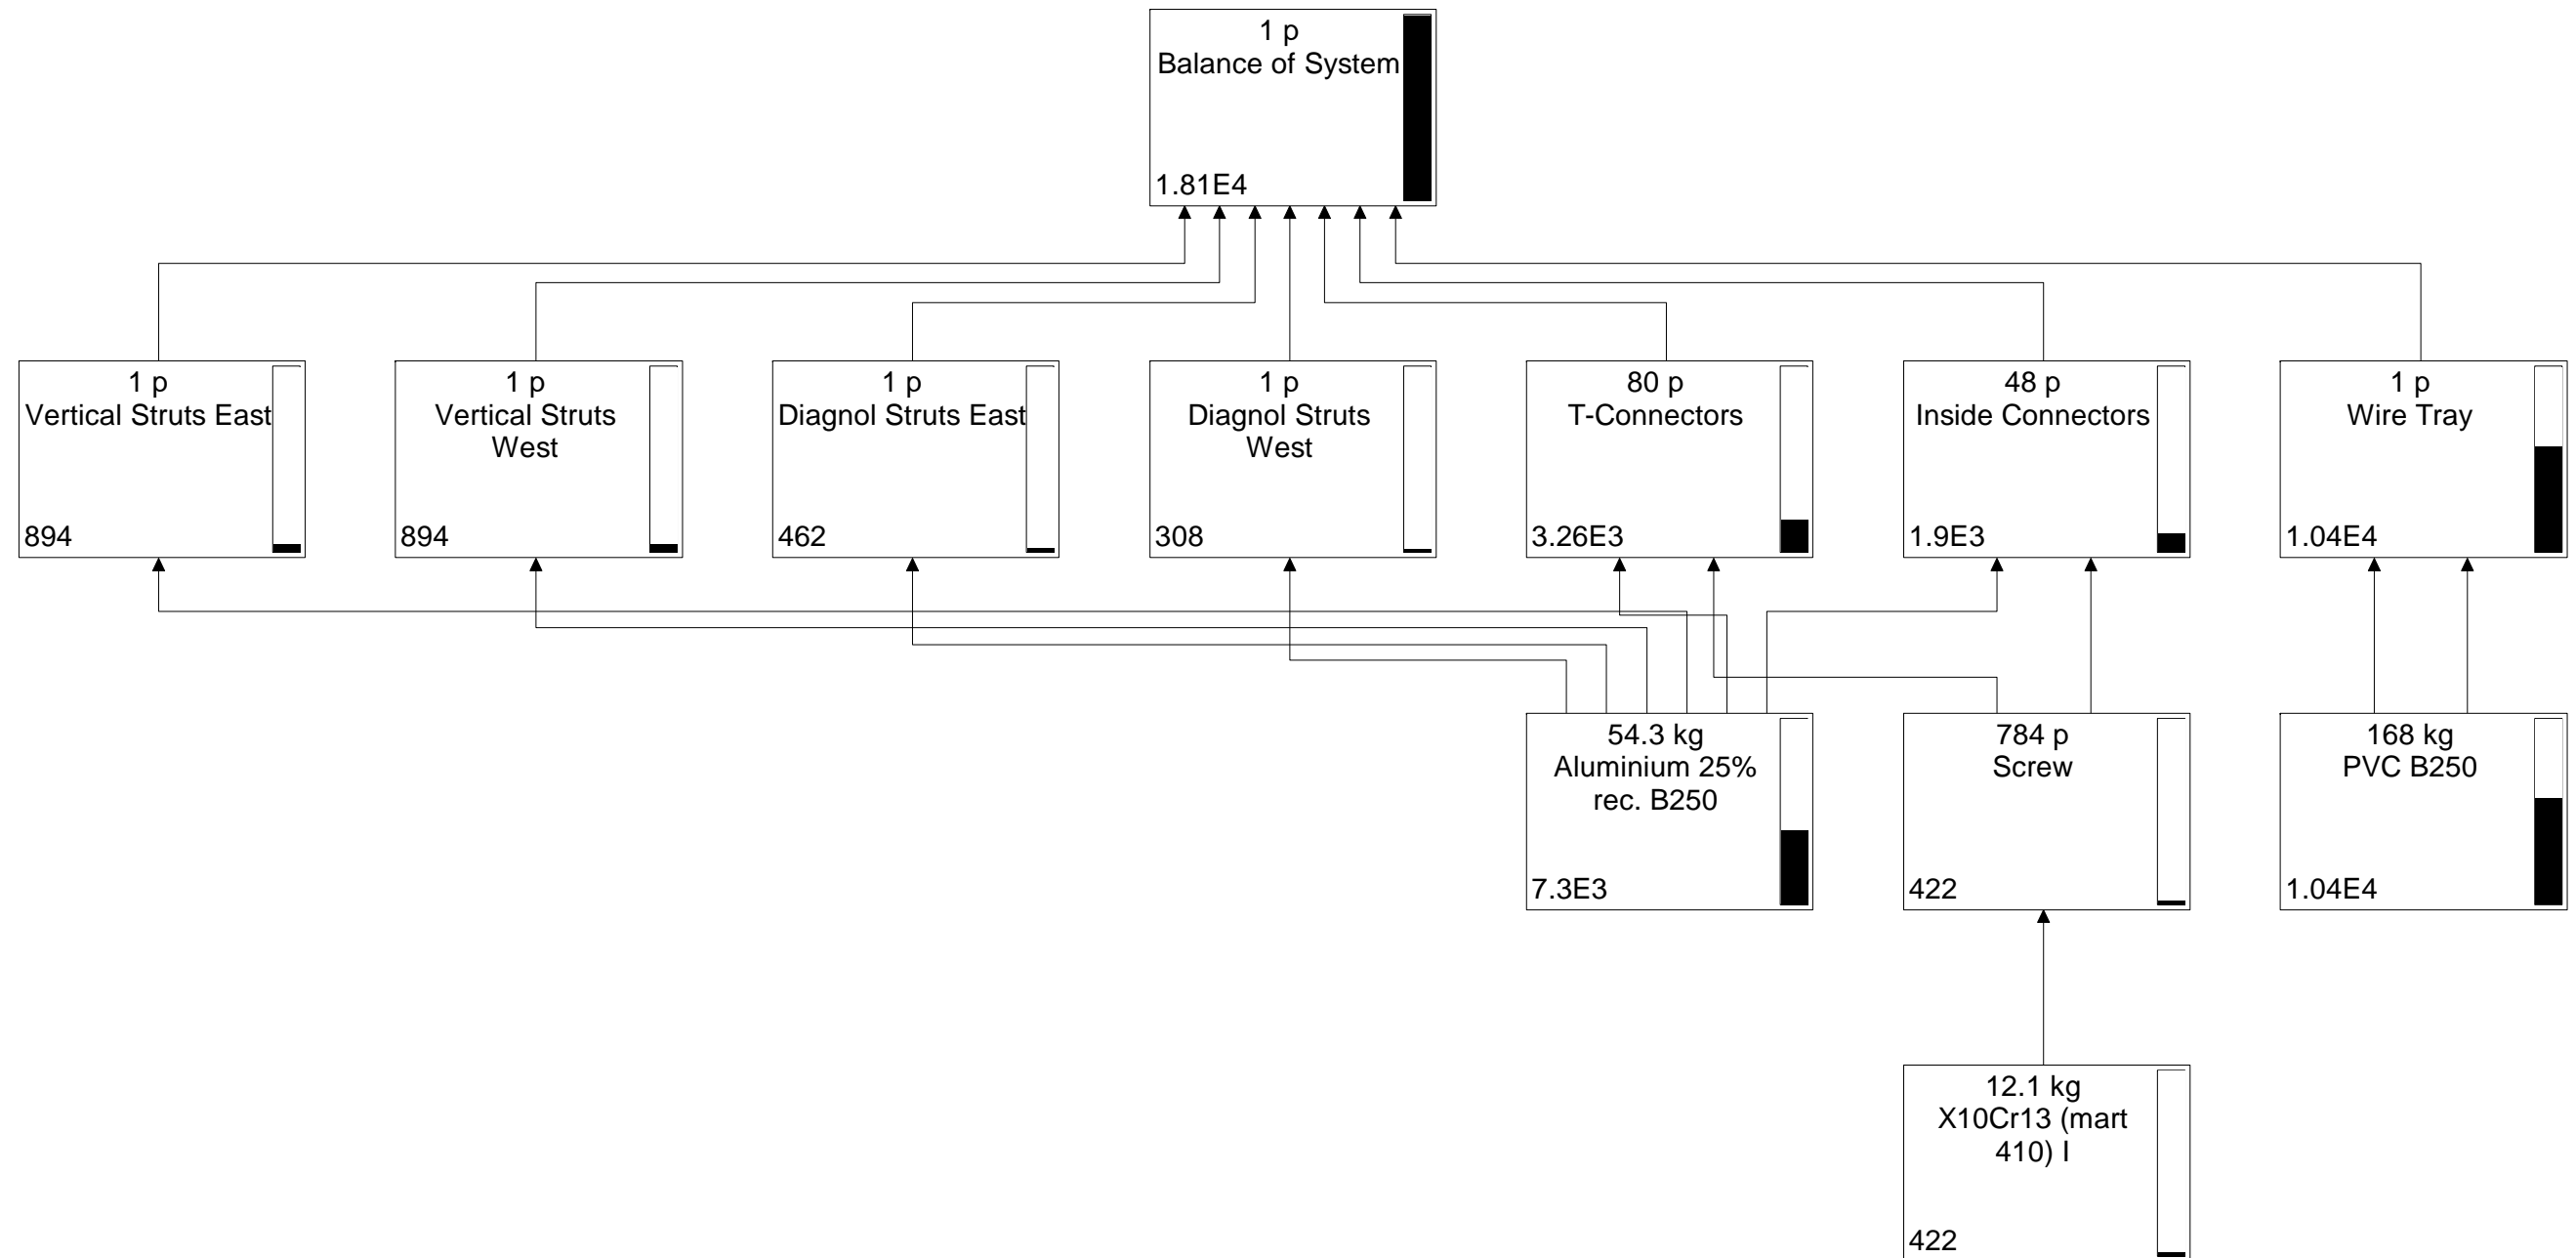 1 p
Balance of System
1.81E4
1 p
Vertical Struts East
894
1 p
Vertical Struts
West
894
1 p
Diagnol Struts East
462
1 p
Diagnol Struts
West
308
80 p
T-Connectors
3.26E3
48 p
Inside Connectors
1.9E3
1 p
Wire Tray
1.04E4
54.3 kg
Aluminium 25%
rec. B250
7.3E3
784 p
Screw
422
168 kg
PVC B250
1.04E4
12.1 kg
X10Cr13 (mart
410) I
422